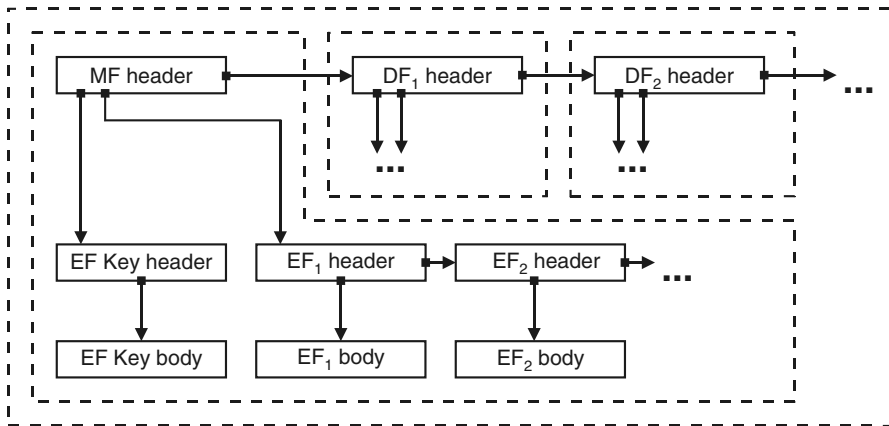 MF header
DF₁ header
DF₂ header
...
...
...
EF Key header
EF₁ header
EF₂ header
...
EF Key body
EF₁ body
EF₂ body